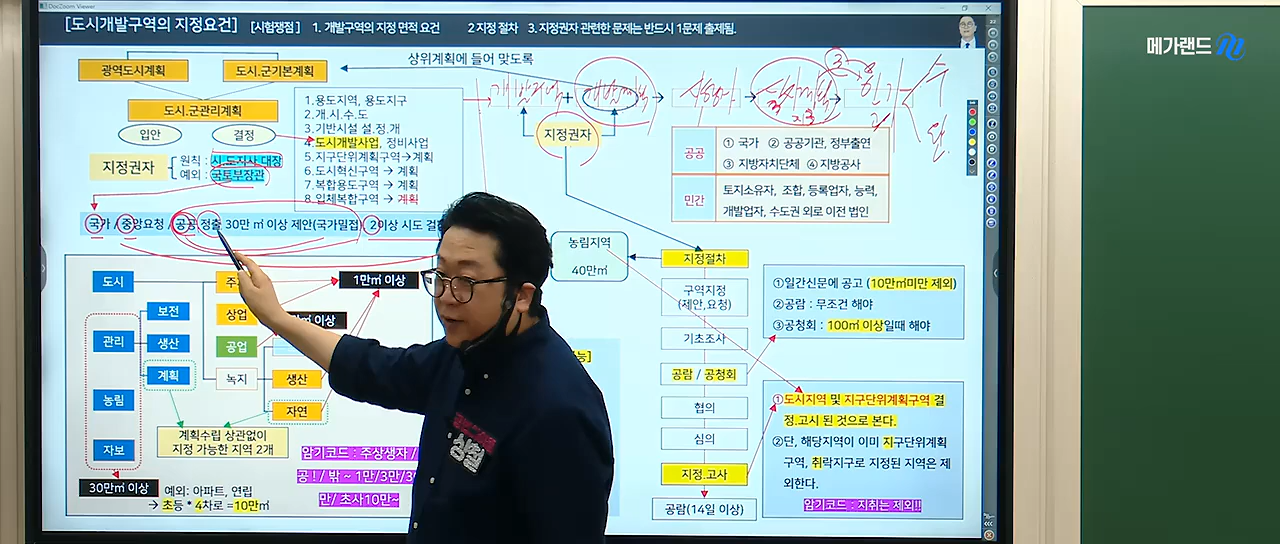 DocZoom Viewer
[도시개발구역의 지정요건] [시험쟁점] 1. 개발구역의 지정 면적 요건 2 지정 절차 3. 지정권자 관련한 문제는 반드시 1문제 출제됨.
메가랜드
상위계획에 들어 맞도록
광역도시계획
도시.군기본계획
도시.군관리계획
입안
결정
지정권자
원칙 : 시.도지사 대장
예외 : 국토부장관
1.용도지역, 용도지구
2.개.시.수.도
3.기반시설 설.정.개
4.도시개발사업, 정비사업
5.지구단위계획구역→계획
6.도시혁신구역 → 계획
7.복합용도구역 → 계획
8.입체복합구역 → 계획
+
지정권자
공공
① 국가 ② 공공기관, 정부출연
③ 지방자치단체 ④지방공사
민간
토지소유자, 조합, 등록업자, 능력,
개발업자, 수도권 외로 이전 법인
국가 / 중앙요청 / 공공 정출 30만 ㎡ 이상 제안(국가밀접)
2이상 시도
도시
관리
농림
자보
보전
생산
계획
상업
공업
녹지
생산
자연
1만㎡ 이상
㎡ 이상
계획수립 상관없이
지정 가능한 지역 2개
30만㎡ 이상
예외: 아파트, 연립
→ 초등 * 4차로 =10만㎡
암기코드 : 주상생자 /
공 ! / 밖 ~ 1만/3만/3
만/ 초사10만~
농림지역
40만㎡
지정절차
구역지정
(제안,요청)
기초조사
공람 / 공청회
협의
심의
지정.고사
공람(14일 이상)
①일간신문에 공고 (10만㎡미만 제외)
②공람 : 무조건 해야
③공청회 : 100㎡ 이상일때 해야
①도시지역 및 지구단위계획구역 결
정.고시 된 것으로 본다.
②단, 해당지역이 이미 지구단위계획
구역, 취락지구로 지정된 지역은 제
외한다.
암기코드 : 지취는 제외!!